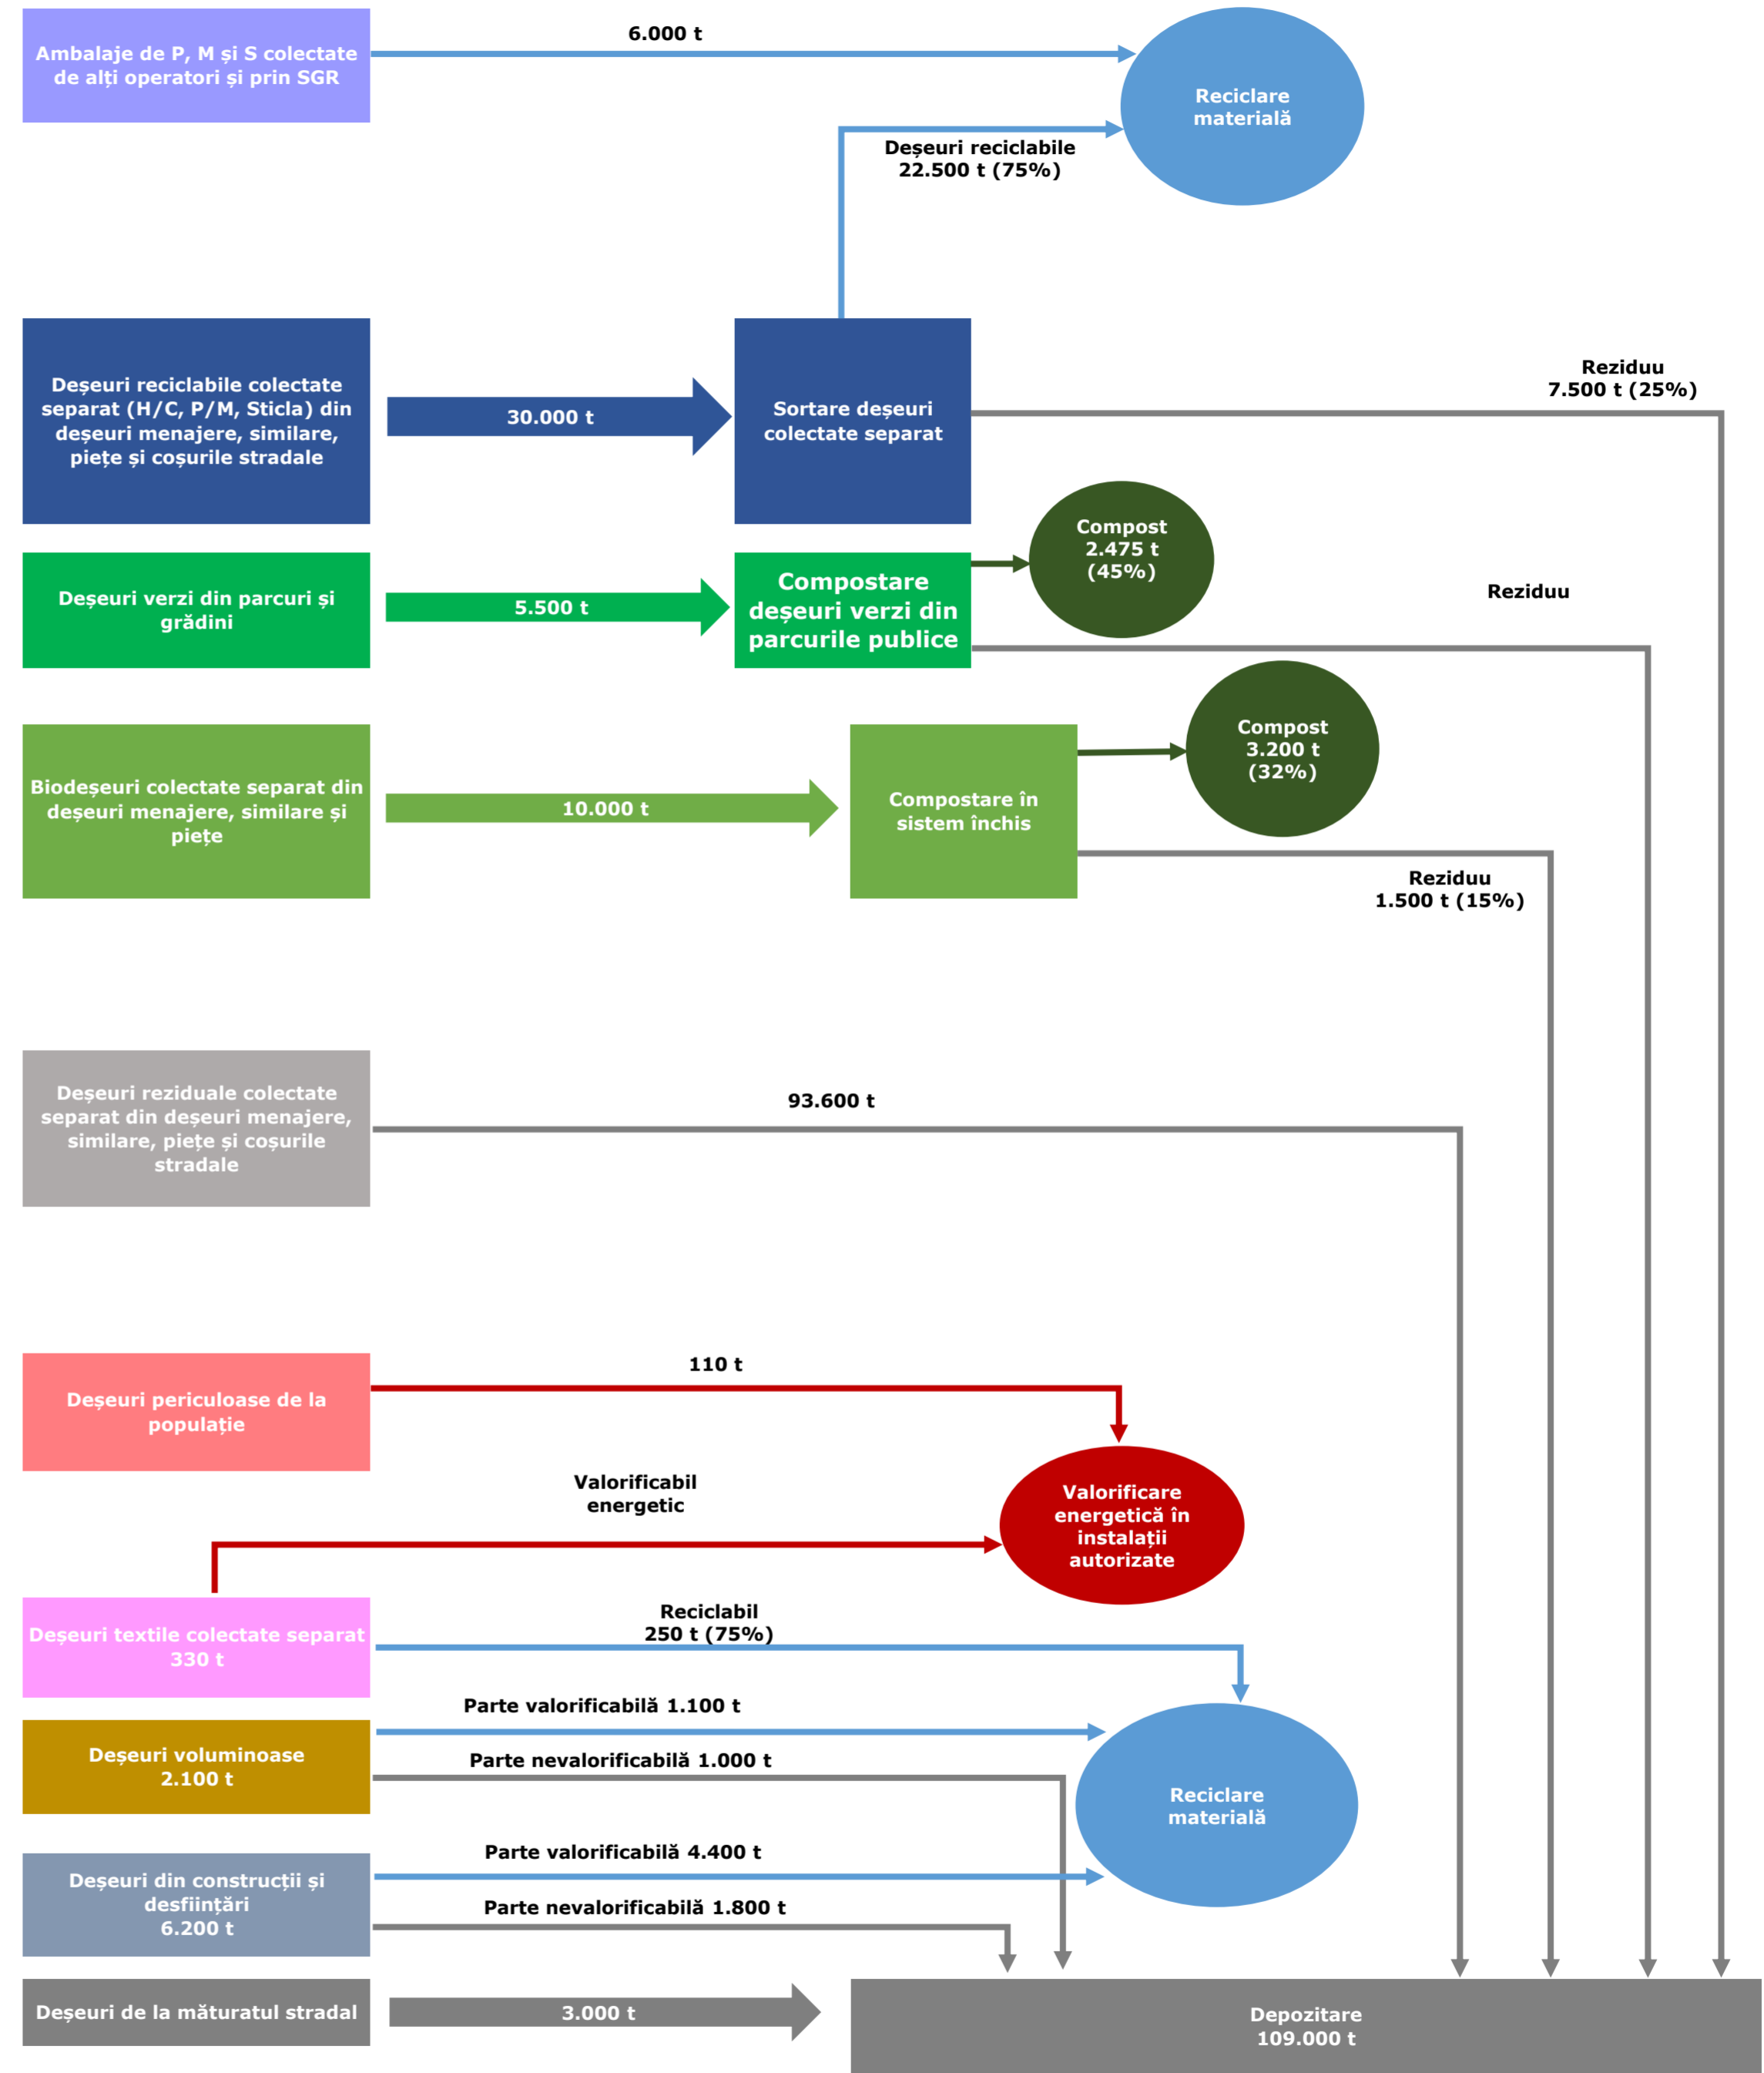 Ambalaje de P, M și S colectate
de alți operatori și prin SGR
6.000 t
Reciclare
materială
Deșeuri reciclabile
22.500 t (75%)
Deșeuri reciclabile colectate
separat (H/C, P/M, Sticla) din
deșeuri menajere, similare,
piețe și coșurile stradale
30.000 t
Sortare deșeuri
colectate separat
Reziduu
7.500 t (25%)
Deșeuri verzi din parcuri și
grădini
5.500 t
Compostare
deșeuri verzi din
parcurile publice
Compost
2.475 t
(45%)
Reziduu
Biodeșeuri colectate separat din
deșeuri menajere, similare și
piețe
10.000 t
Compostare în
sistem închis
Compost
3.200 t
(32%)
Reziduu
1.500 t (15%)
Deșeuri reziduale colectate
separat din deșeuri menajere,
similare, piețe și coșurile
stradale
93.600 t
Deșeuri periculoase de la
populație
110 t
Valorificabil
energetic
Valorificare
energetică în
instalații
autorizate
Deșeuri textile colectate separat
330 t
Reciclabil
250 t (75%)
Deșeuri voluminoase
2.100 t
Parte valorificabilă 1.100 t
Parte nevalorificabilă 1.000 t
Reciclare
materială
Deșeuri din construcții și
desființări
6.200 t
Parte valorificabilă 4.400 t
Parte nevalorificabilă 1.800 t
Deșeuri de la măturatul stradal
3.000 t
Depozitare
109.000 t